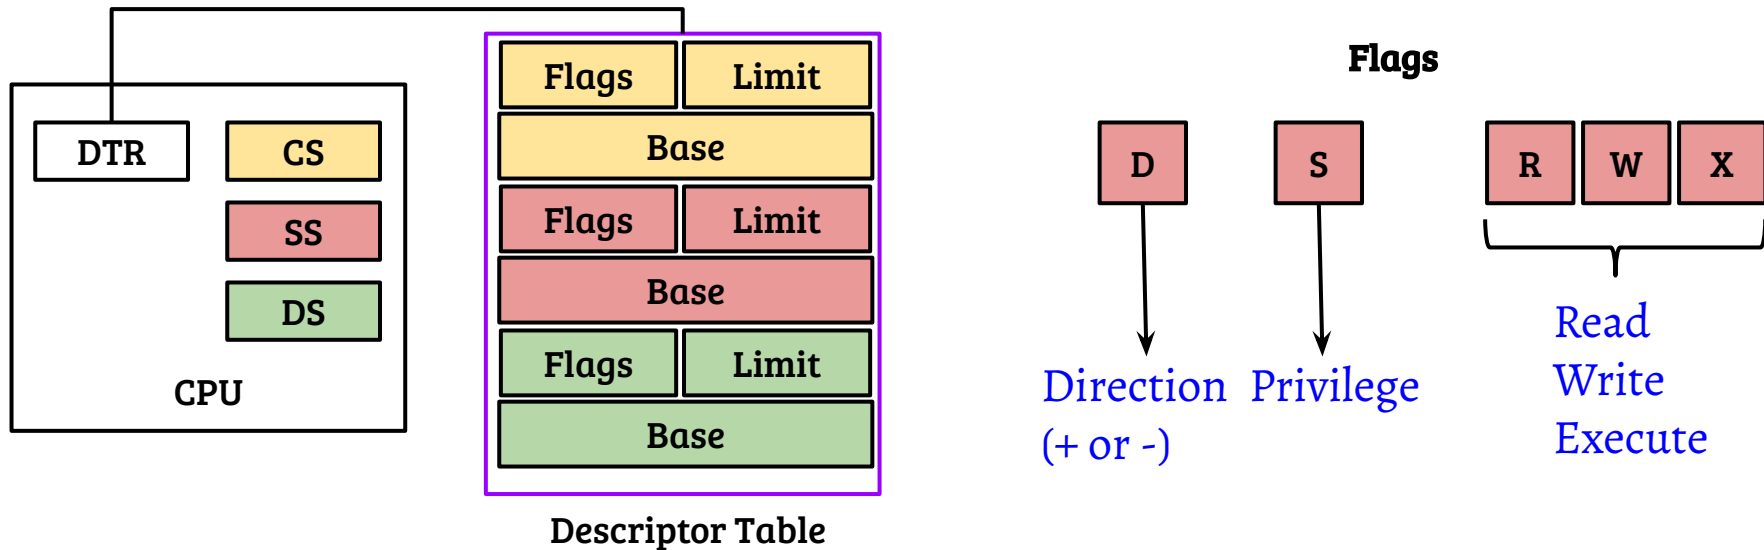 DTR
CS
SS
DS
CPU
Flags Limit
Base
Flags Limit
Base
Flags Limit
Base
Descriptor Table
Flags
D S R W X
Direction
(+ or -)
Privilege
Read
Write
Execute